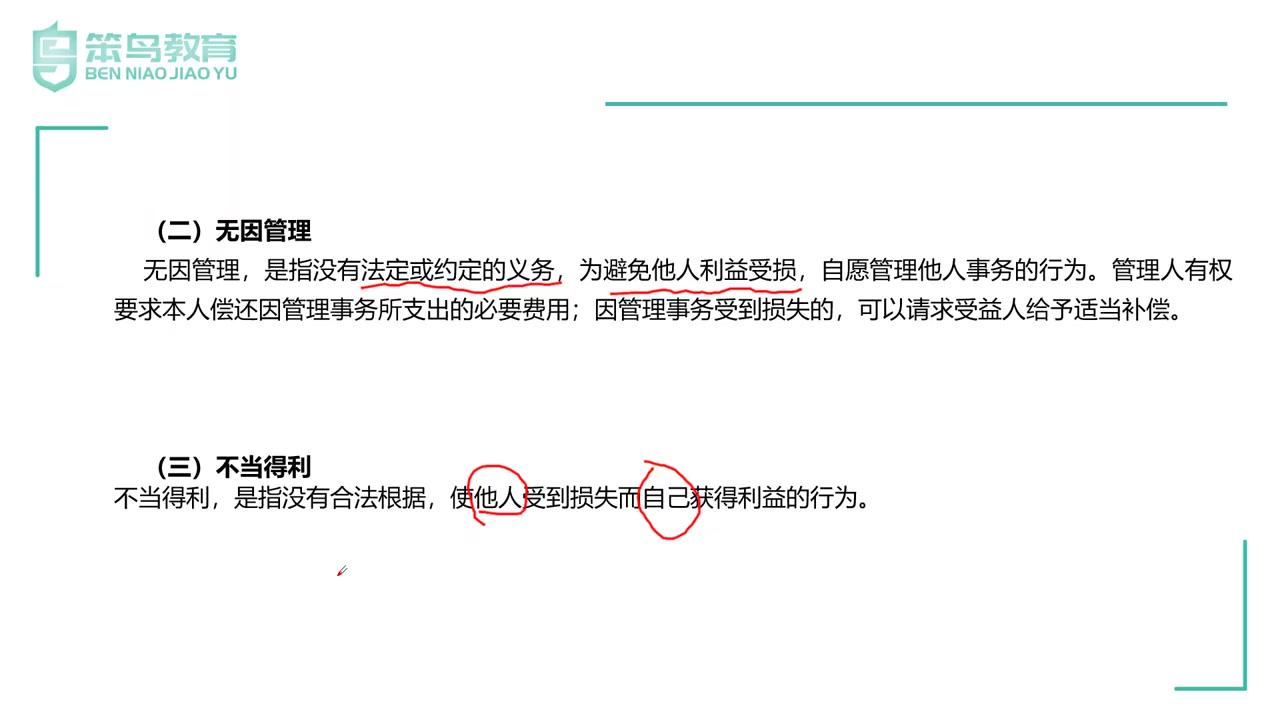 笨鸟教育
BEN NIAO JIAO YU
（二）无因管理
无因管理，是指没有法定或约定的义务，为避免他人利益受损，自愿管理他人事务的行为。管理人有权
要求本人偿还因管理事务所支出的必要费用；因管理事务受到损失的，可以请求受益人给予适当补偿。
（三）不当得利
不当得利，是指没有合法根据，使他人受到损失而自己获得利益的行为。